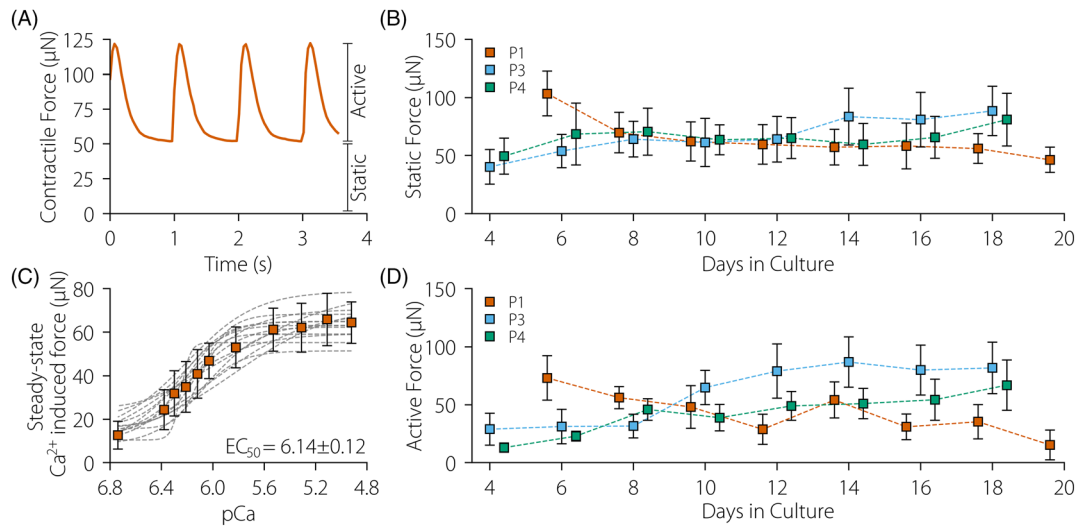 (A)
Contractile Force (µN)
125
100
75
50
25
0
0 1 2 3 4
Time (s)
Active
Static
(B)
Static Force (µN)
150
100
50
0
P1
P3
P4
4 6 8 10 12 14 16 18 20
Days in Culture
(C)
Steady-state
Ca²⁺ induced force (µN)
80
60
40
20
0
EC₅₀ = 6.14±0.12
6.8 6.4 6.0 5.6 5.2 4.8
pCa
(D)
Active Force (µN)
150
100
50
0
P1
P3
P4
4 6 8 10 12 14 16 18 20
Days in Culture